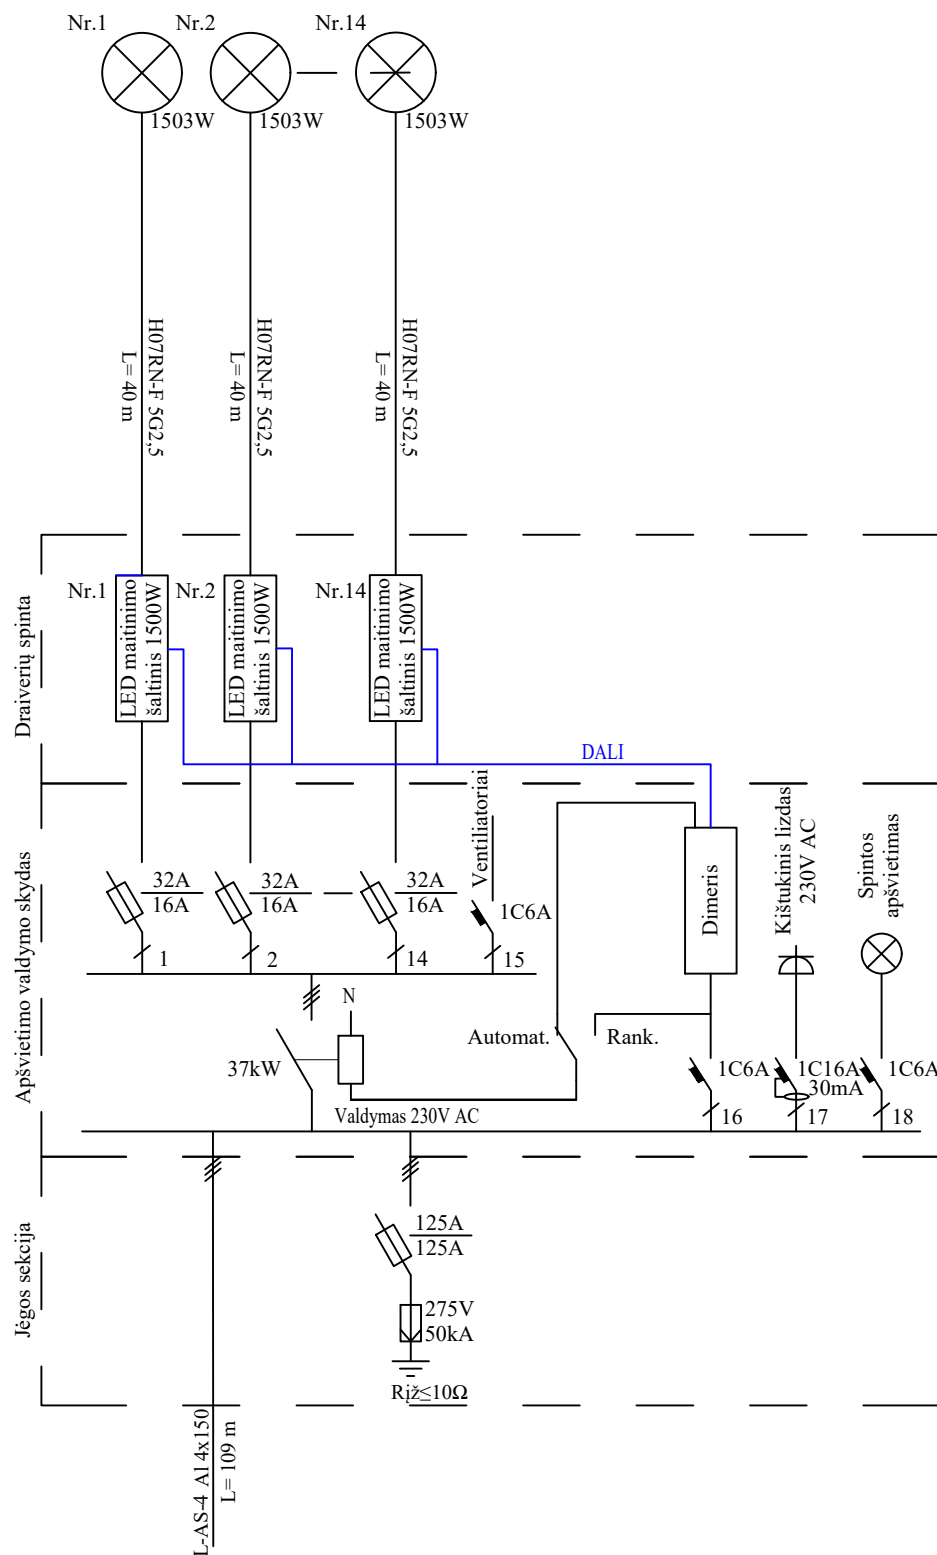 Nr.1
Nr.2
Nr.14
1503W
1503W
1503W
H07RN-F 5G2,5
L= 40 m
H07RN-F 5G2,5
L= 40 m
H07RN-F 5G2,5
L= 40 m
Draiverių spinta
Nr.1
LED maitinimo
šaltinis 1500W
Nr.2
LED maitinimo
šaltinis 1500W
Nr.14
LED maitinimo
šaltinis 1500W
DALI
Apšvietimo valdymo skydas
32A
16A
32A
16A
32A
16A
Ventiliatoriai
1C6A
Dimeris
Kištukinis lizdas
230V AC
Spintos
apšvietimas
1
2
14
15
N
37kW
Automat.
Rank.
1C6A
1C16A
30mA
1C6A
Valdymas 230V AC
16
17
18
Jėgos sekcija
125A
125A
275V
50kA
Rįž≤10Ω
L-AS-4 Al 4x150
L= 109 m